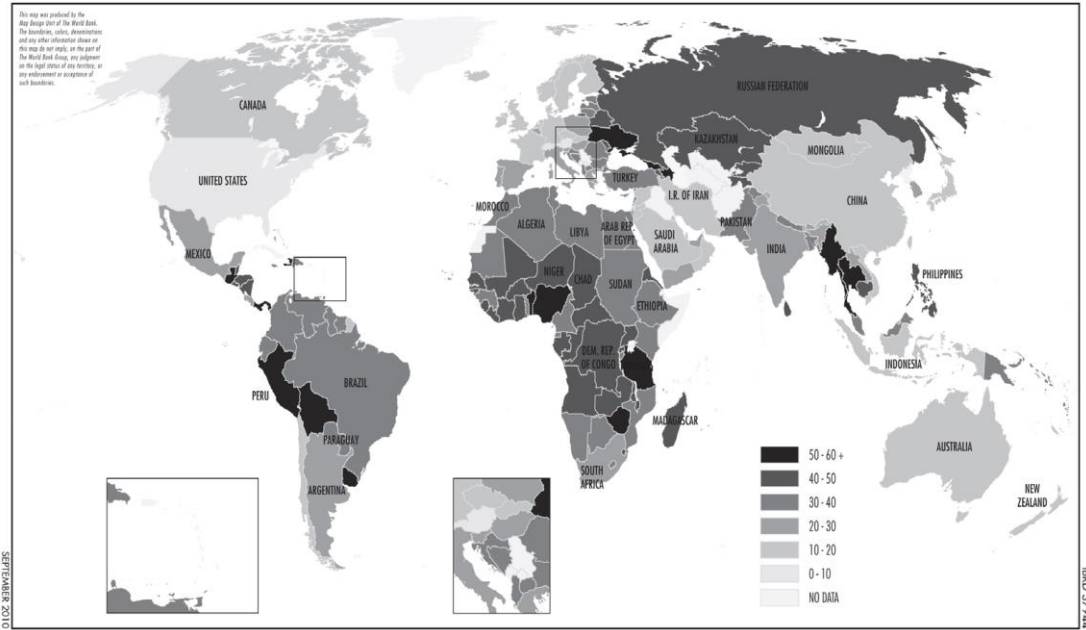 This map was produced by the
Map Design Unit of The World Bank.
The boundaries, colors, denominations
and any other information shown on
this map do not imply, on the part of
The World Bank Group, any judgment
on the legal status of any territory, or
any endorsement or acceptance of
such boundaries.
CANADA
UNITED STATES
MEXICO
PERU
BRAZIL
PARAGUAY
ARGENTINA
RUSSIAN FEDERATION
KAZAKHSTAN
MONGOLIA
TURKEY
I.R. OF IRAN
CHINA
MOROCCO
ALGERIA
LIBYA
ARAB REP.
OF EGYPT
SAUDI
ARABIA
PAKISTAN
INDIA
NIGER
CHAD
SUDAN
ETHIOPIA
PHILIPPINES
DEM. REP.
OF CONGO
INDONESIA
MADAGASCAR
SOUTH
AFRICA
AUSTRALIA
NEW
ZEALAND
50 - 60 +
40 - 50
30 - 40
20 - 30
10 - 20
0 - 10
NO DATA
SEPTEMBER 2010